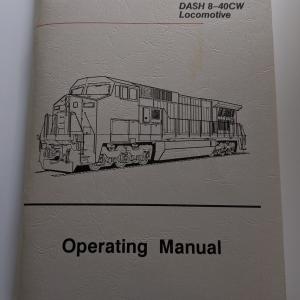 DASH 8–40CW
Locomotive
Operating Manual